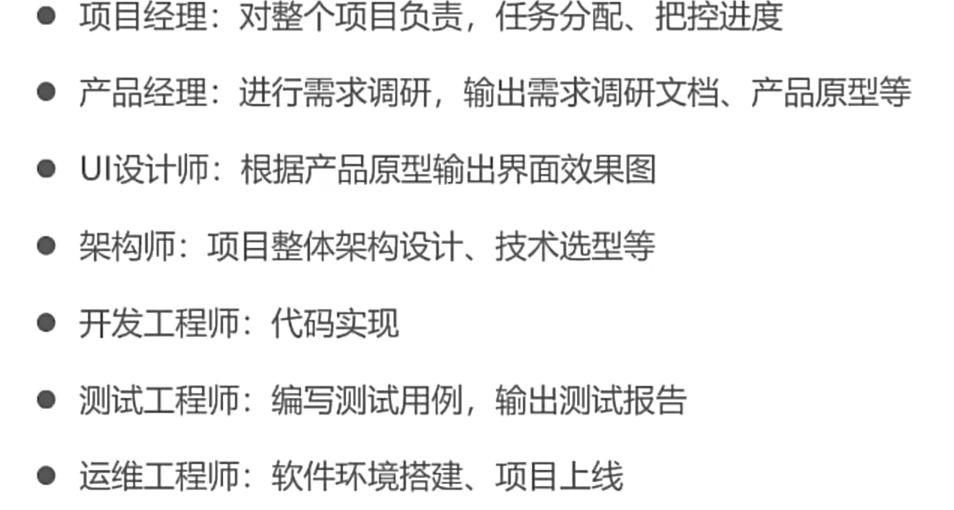 ● 项目经理：对整个项目负责，任务分配、把控进度
● 产品经理：进行需求调研，输出需求调研文档、产品原型等
● UI设计师：根据产品原型输出界面效果图
● 架构师：项目整体架构设计、技术选型等
● 开发工程师：代码实现
● 测试工程师：编写测试用例，输出测试报告
● 运维工程师：软件环境搭建、项目上线